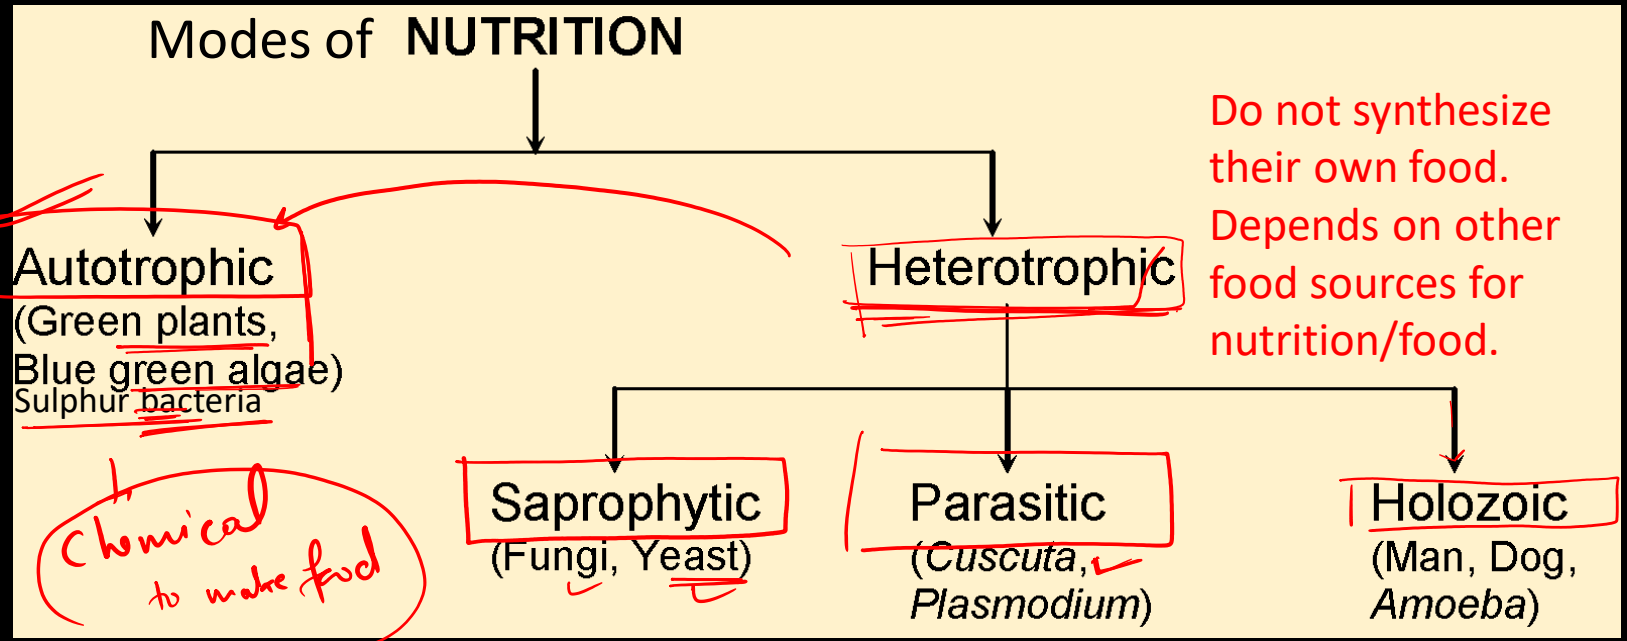 Modes of NUTRITION
Do not synthesize
their own food.
Depends on other
food sources for
nutrition/food.
Autotrophic
(Green plants,
Blue green algae)
Sulphur bacteria
Chemical
to make food
Heterotrophic
Saprophytic
(Fungi, Yeast)
Parasitic
(Cuscuta,
Plasmodium)
Holozoic
(Man, Dog,
Amoeba)